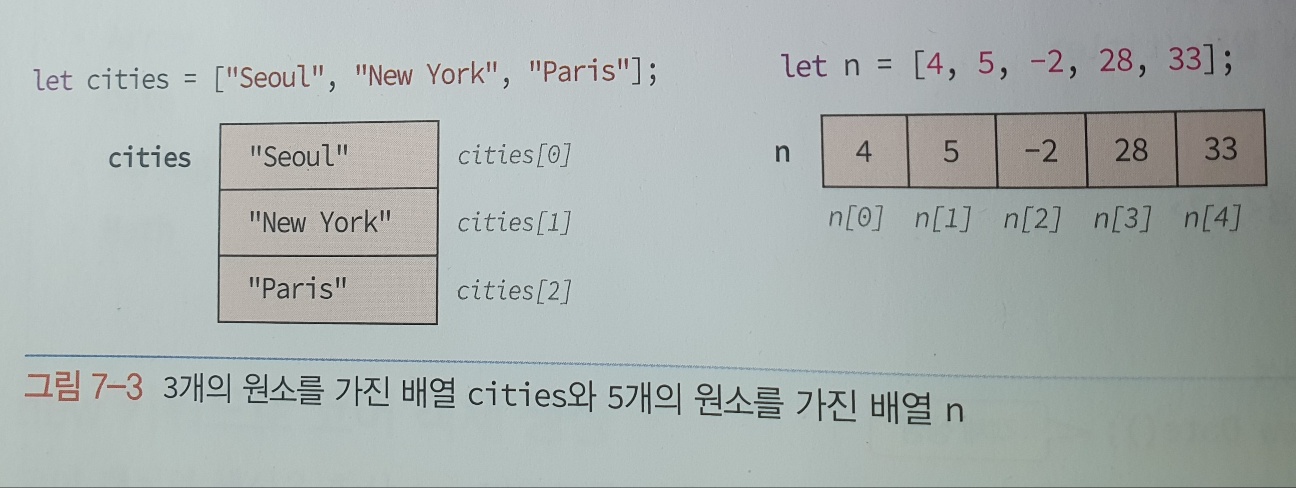 let cities = ["Seoul", "New York", "Paris"];
cities
"Seoul" cities[0]
"New York" cities[1]
"Paris" cities[2]
let n = [4, 5, -2, 28, 33];
n 4 5 -2 28 33
n[0] n[1] n[2] n[3] n[4]
그림 7-3 3개의 원소를 가진 배열 cities와 5개의 원소를 가진 배열 n